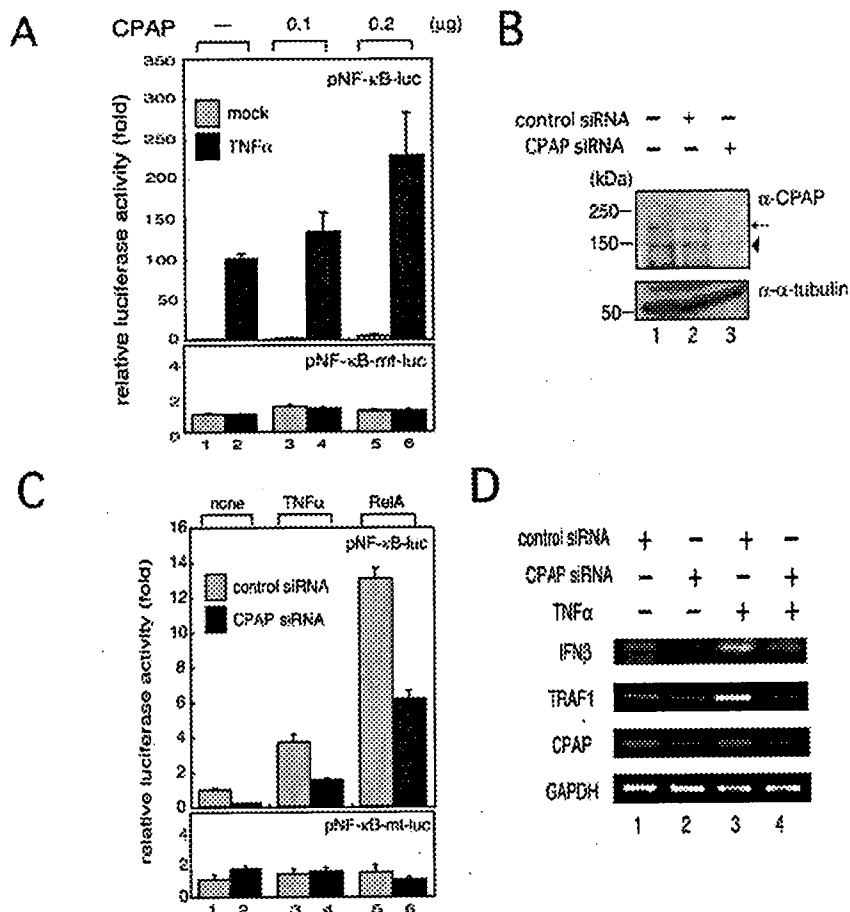 A
CPAP — 0.1 0.2 (μg)
relative luciferase activity (fold)
350
300
250
200
150
100
50
0
pNF-κB-luc
mock
TNFα
4
2
0
pNF-κB-mt-luc
1 2 3 4 5 6
B
control siRNA – + –
CPAP siRNA – – +
(kDa)
250
150
α-CPAP
50
α-α-tubulin
1 2 3
C
none TNFα RelA
relative luciferase activity (fold)
16
14
12
10
8
6
4
2
0
pNF-κB-luc
control siRNA
CPAP siRNA
4
2
0
pNF-κB-mt-luc
1 2 3 4 5 6
D
control siRNA + – + –
CPAP siRNA – + – +
TNFα – – + +
IFNβ
TRAF1
CPAP
GAPDH
1 2 3 4